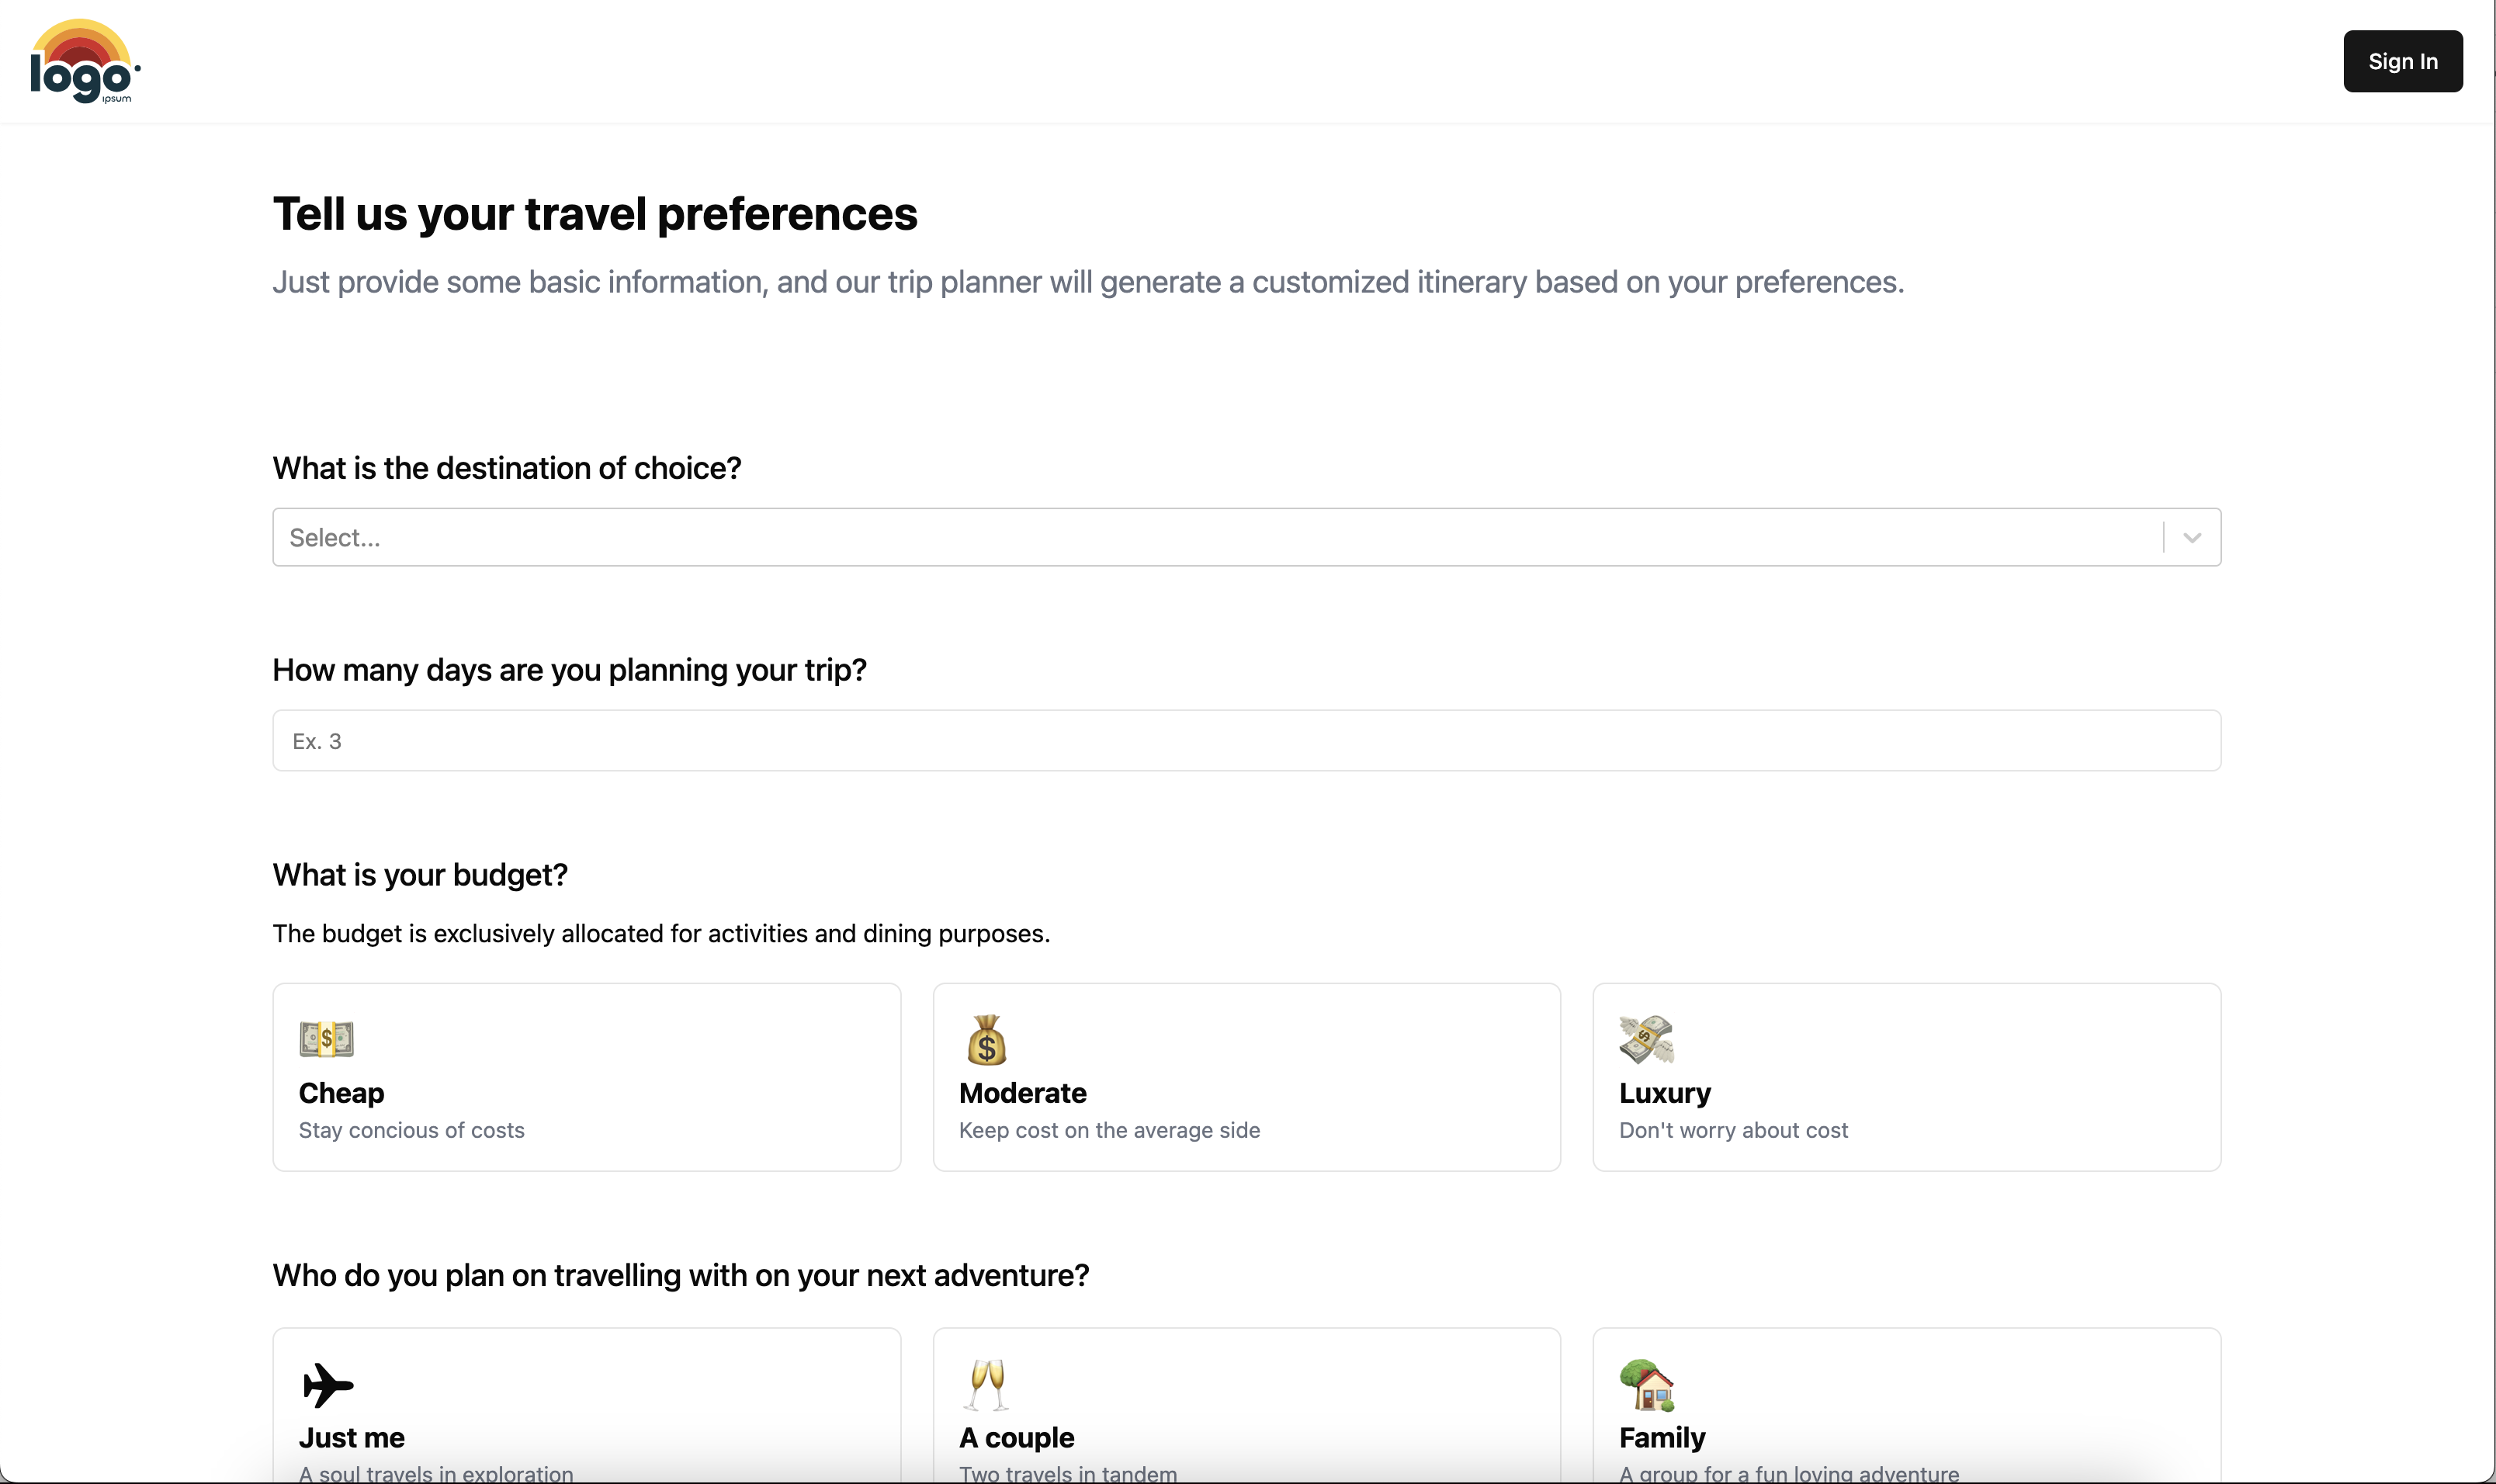 logo
ipsum
Sign In
Tell us your travel preferences
Just provide some basic information, and our trip planner will generate a customized itinerary based on your preferences.
What is the destination of choice?
Select...
How many days are you planning your trip?
Ex. 3
What is your budget?
The budget is exclusively allocated for activities and dining purposes.
Cheap
Stay concious of costs
Moderate
Keep cost on the average side
Luxury
Don't worry about cost
Who do you plan on travelling with on your next adventure?
Just me
A soul travels in exploration
A couple
Two travels in tandem
Family
A group for a fun loving adventure